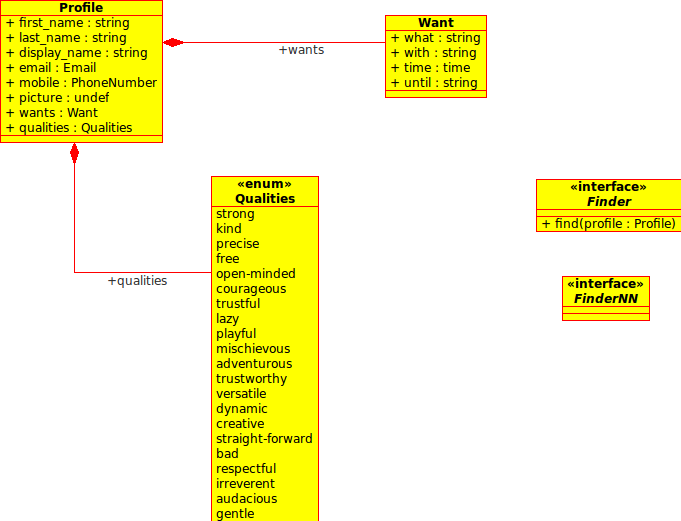 Profile
+ first_name : string
+ last_name : string
+ display_name : string
+ email : Email
+ mobile : PhoneNumber
+ picture : undef
+ wants : Want
+ qualities : Qualities
+wants
Want
+ what : string
+ with : string
+ time : time
+ until : string
+qualities
«enum»
Qualities
strong
kind
precise
free
open-minded
courageous
trustful
lazy
playful
mischievous
adventurous
trustworthy
versatile
dynamic
creative
straight-forward
bad
respectful
irreverent
audacious
gentle
«interface»
Finder
+ find(profile : Profile)
«interface»
FinderNN